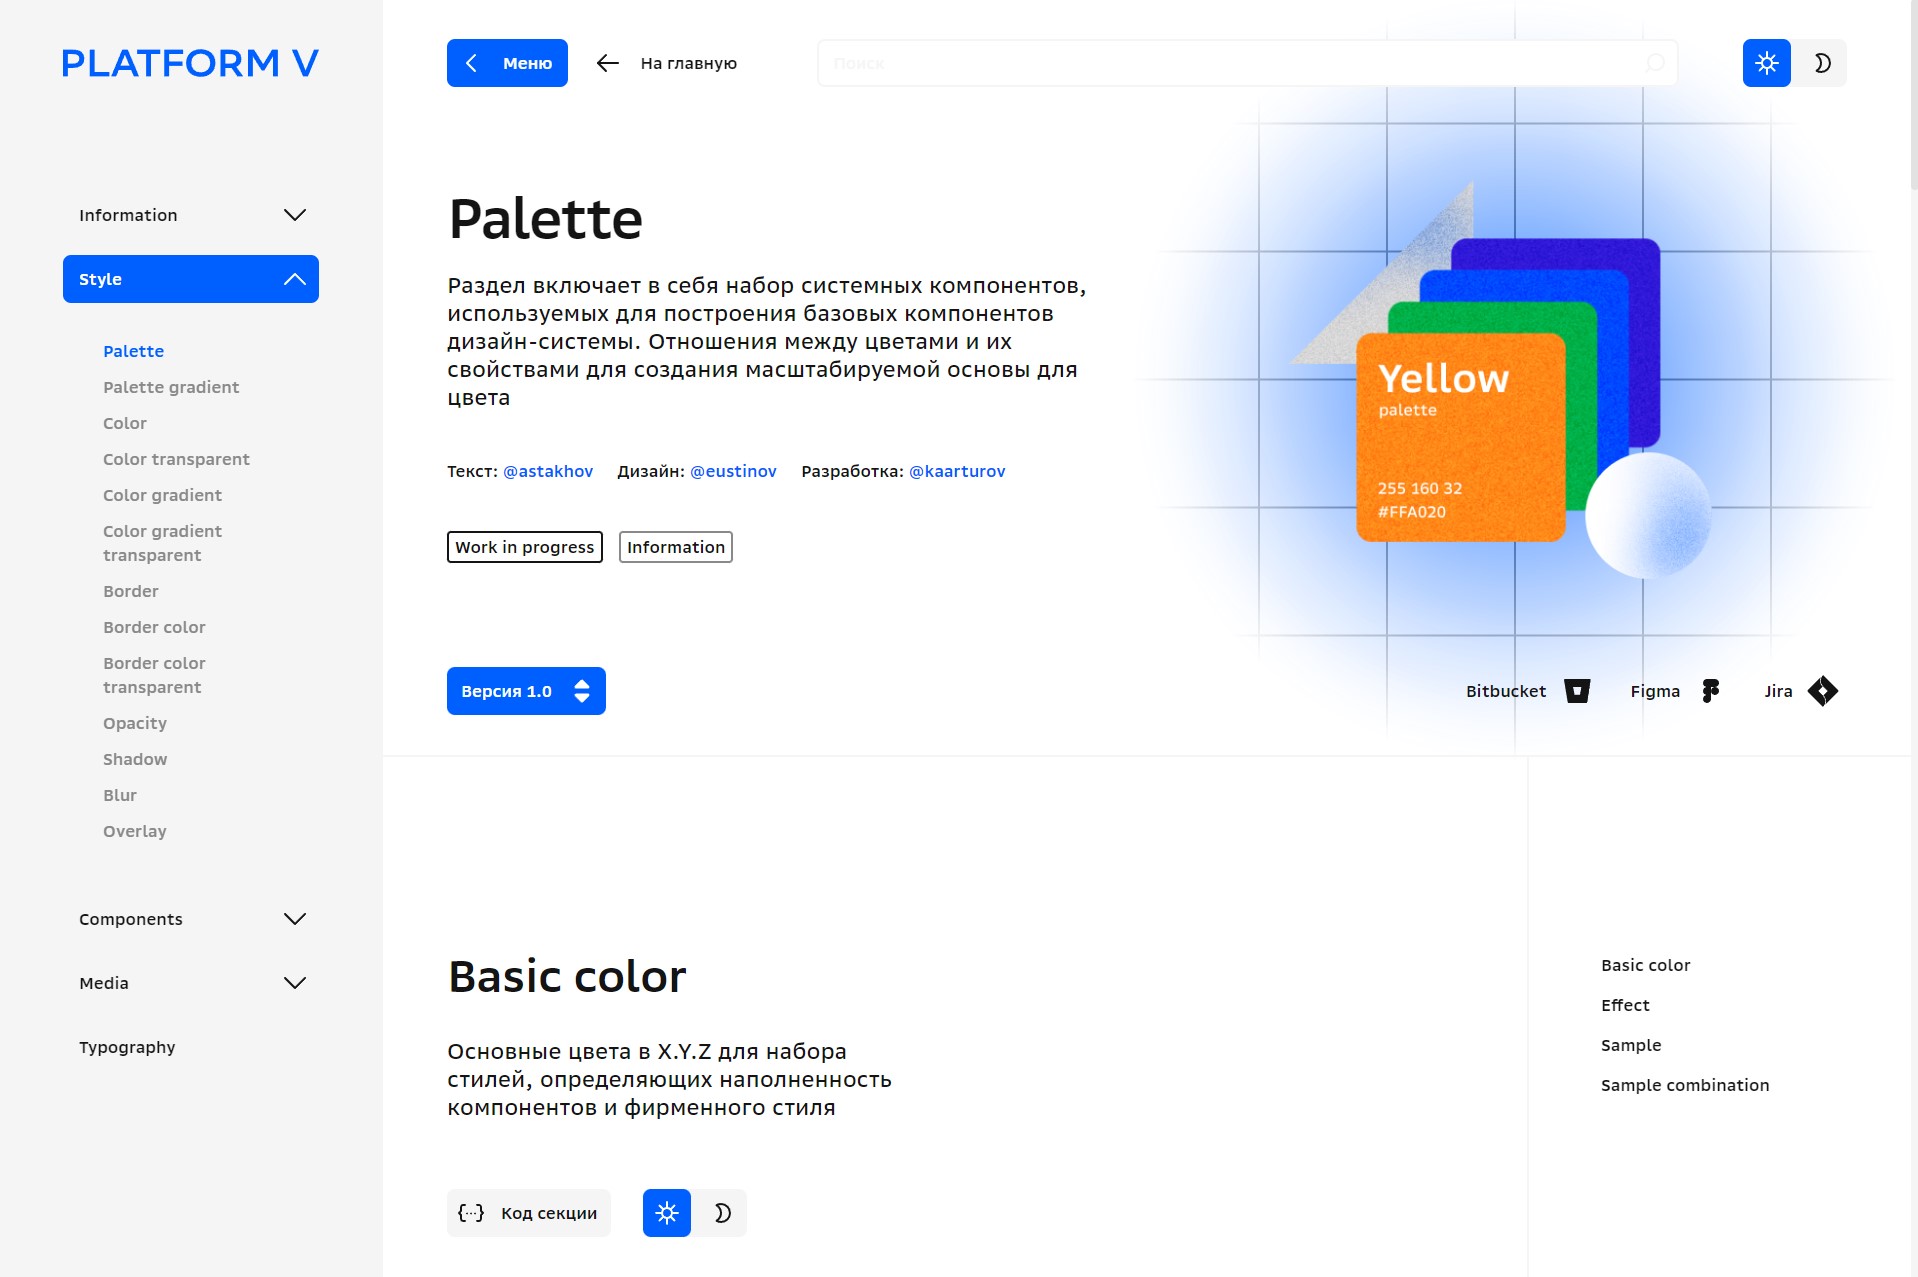 PLATFORM V
Меню
На главную
Поиск
Information
Style
Palette
Palette gradient
Color
Color transparent
Color gradient
Color gradient
transparent
Border
Border color
Border color
transparent
Opacity
Shadow
Blur
Overlay
Components
Media
Typography
Palette
Раздел включает в себя набор системных компонентов,
используемых для построения базовых компонентов
дизайн-системы. Отношения между цветами и их
свойствами для создания масштабируемой основы для
цвета
Текст: @astakhov Дизайн: @eustinov Разработка: @kaarturov
Work in progress Information
Yellow
palette
255 160 32
#FFA020
Версия 1.0
Bitbucket Figma Jira
Basic color
Основные цвета в X.Y.Z для набора
стилей, определяющих наполненность
компонентов и фирменного стиля
{···} Код секции
Basic color
Effect
Sample
Sample combination